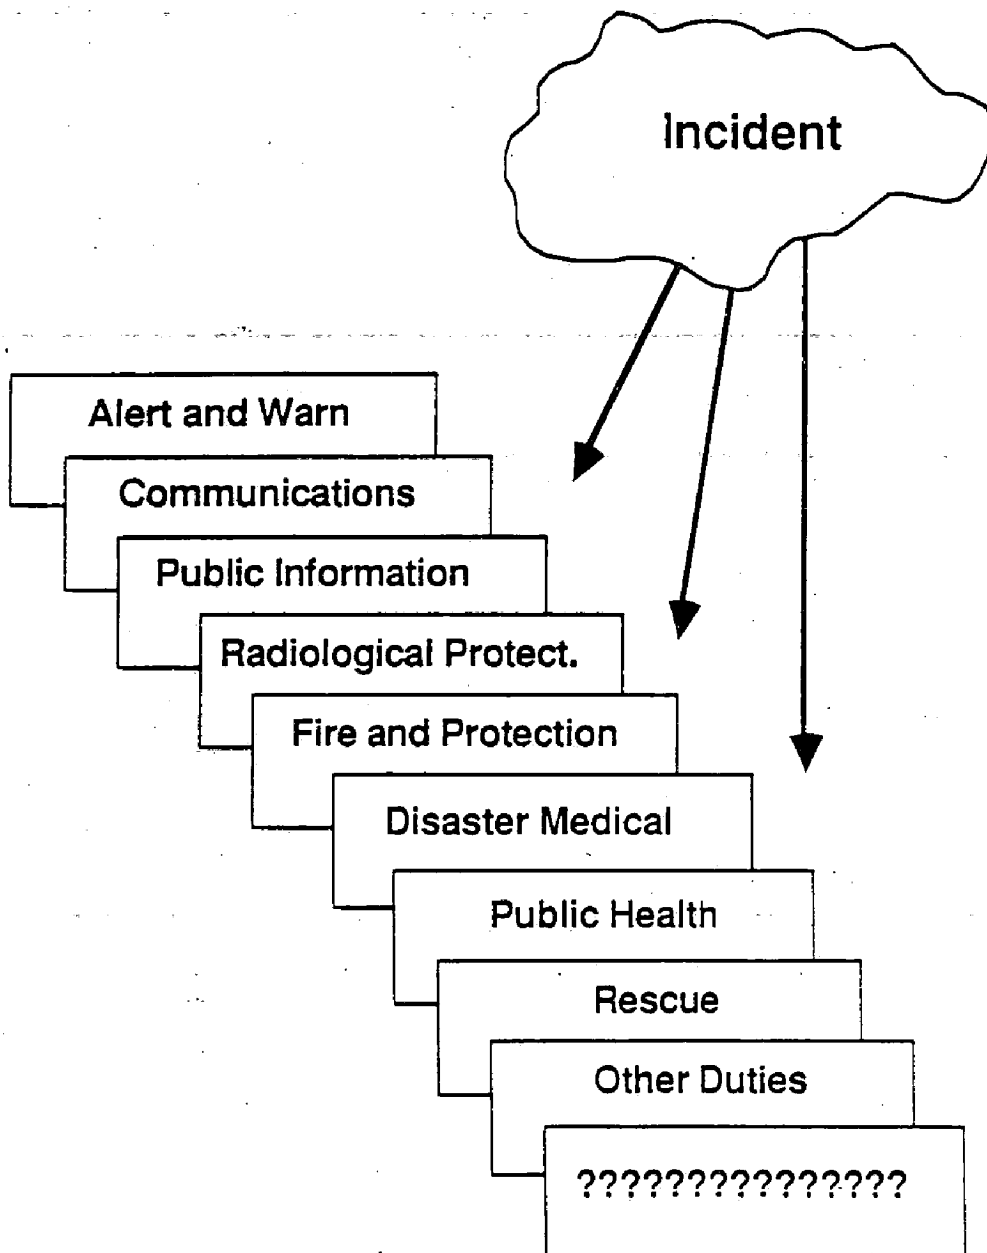 Incident
Alert and Warn
Communications
Public Information
Radiological Protect.
Fire and Protection
Disaster Medical
Public Health
Rescue
Other Duties
???????????????